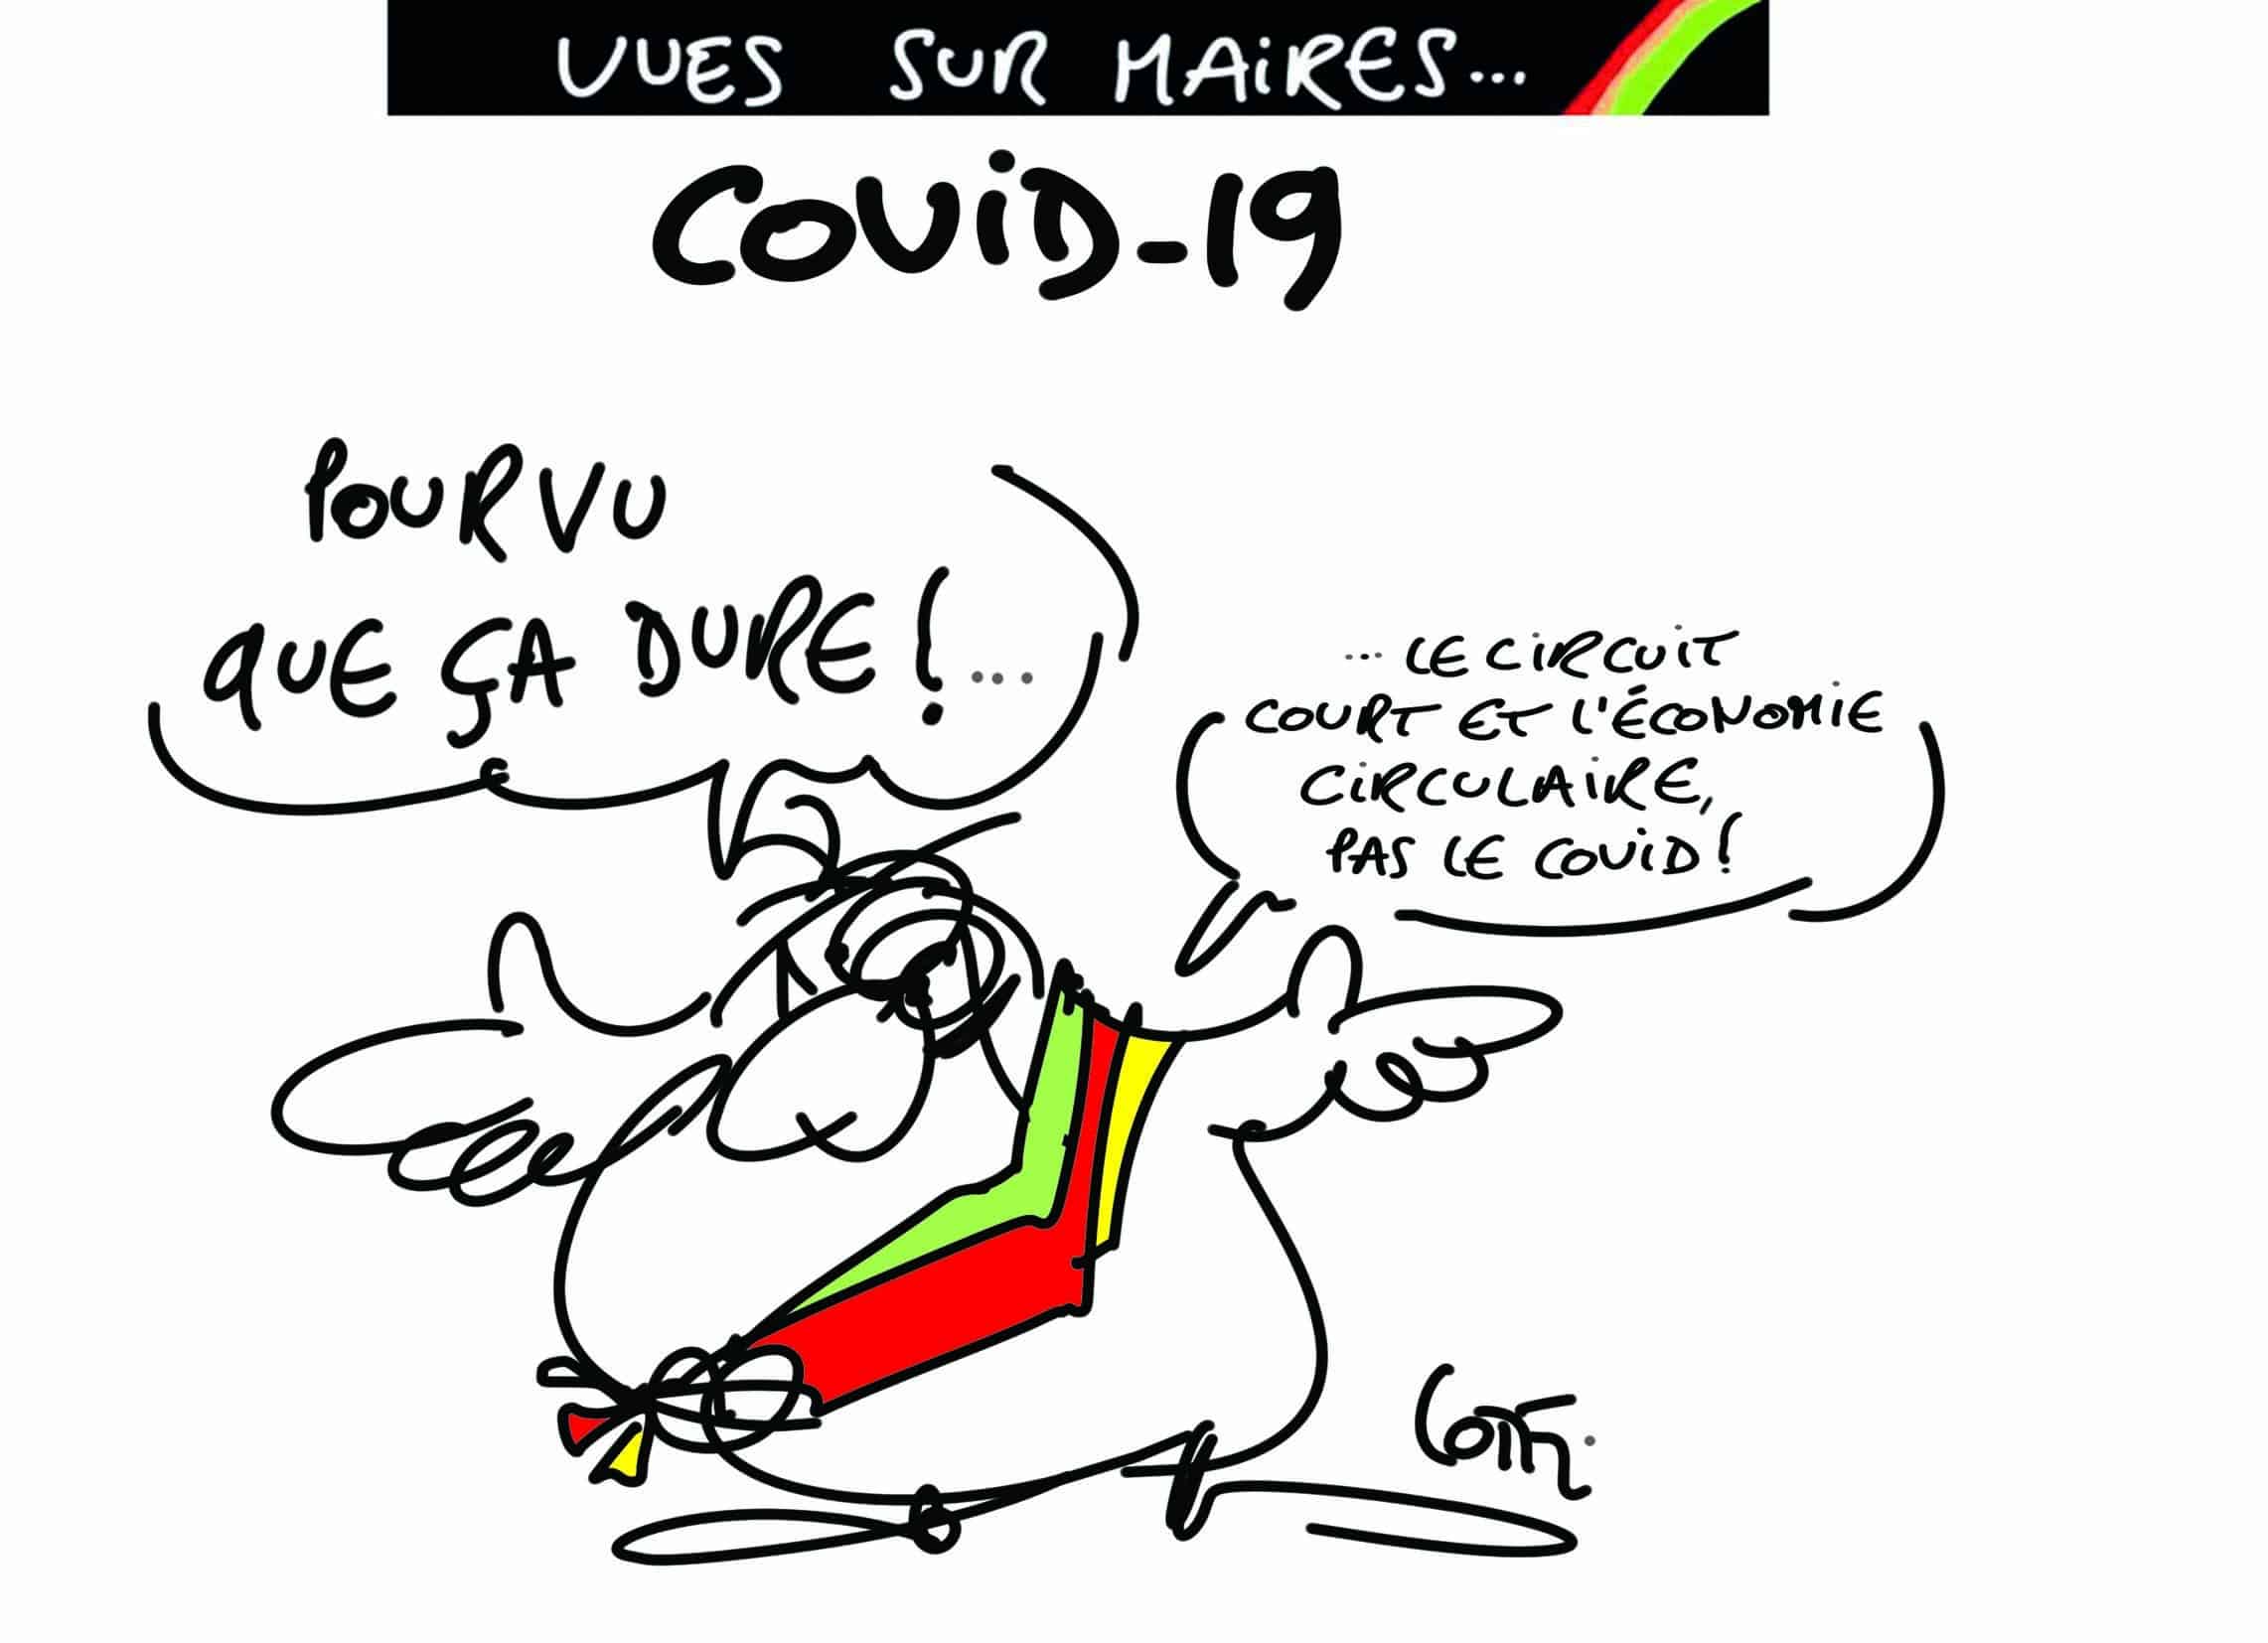 VUES SUR MAiRES...
COViD-19
POURVU
QUE ÇA DURE !...
... LE CiRCUiT
COURT ET L'ÉCONOMiE
CiRCULAiRE,
PAS LE COViD !